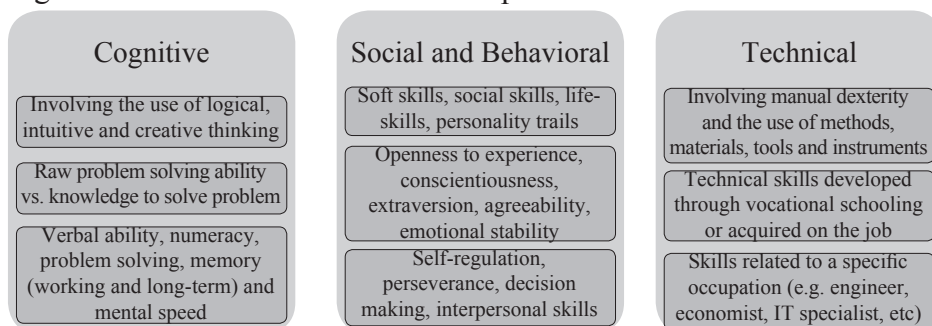 Cognitive
Involving the use of logical,
intuitive and creative thinking
Raw problem solving ability
vs. knowledge to solve problem
Verbal ability, numeracy,
problem solving, memory
(working and long-term) and
mental speed
Social and Behavioral
Soft skills, social skills, life-
skills, personality trails
Openness to experience,
conscientiousness,
extraversion, agreeability,
emotional stability
Self-regulation,
perseverance, decision
making, interpersonal skills
Technical
Involving manual dexterity
and the use of methods,
materials, tools and instruments
Technical skills developed
through vocational schooling
or acquired on the job
Skills related to a specific
occupation (e.g. engineer,
economist, IT specialist, etc)